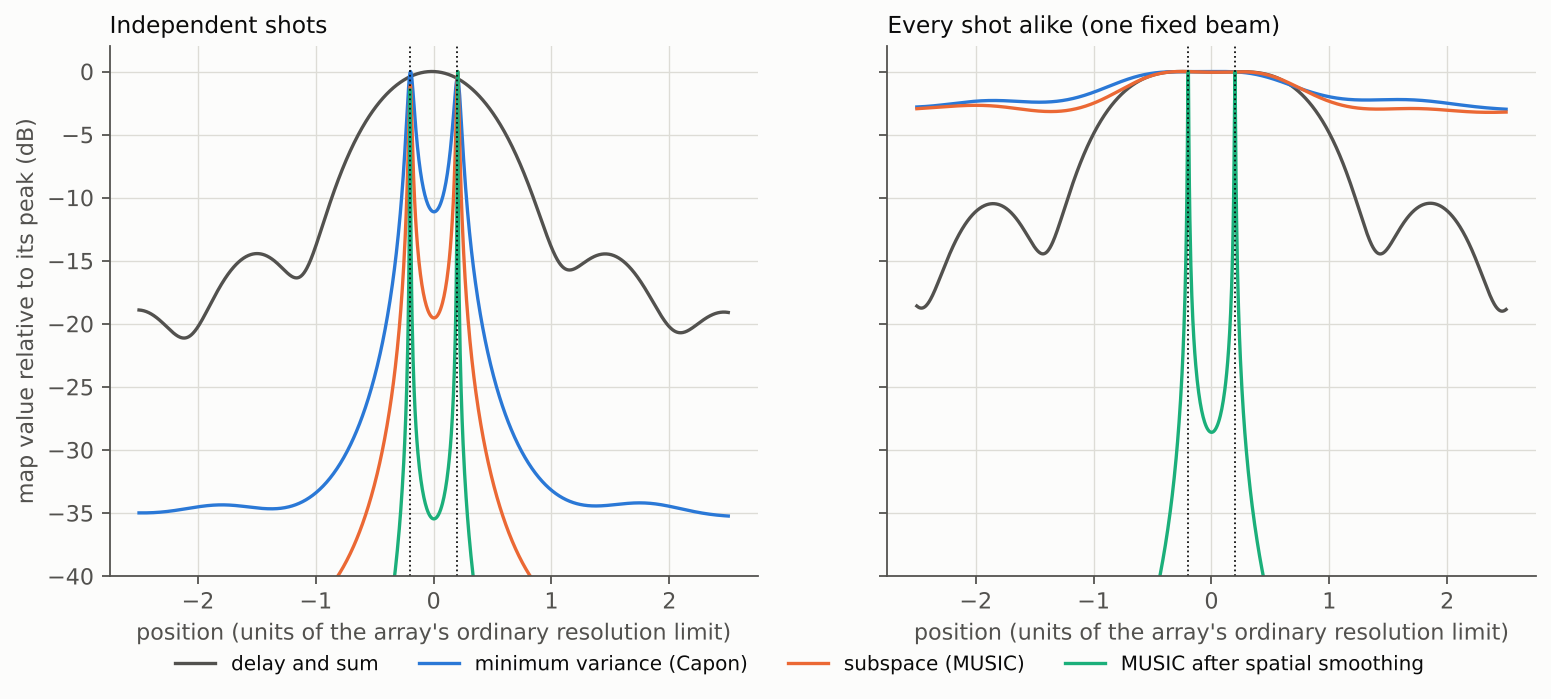 Independent shots
Every shot alike (one fixed beam)
map value relative to its peak (dB)
0
−5
−10
−15
−20
−25
−30
−35
−40
−2 −1 0 1 2
−2 −1 0 1 2
position (units of the array's ordinary resolution limit)
position (units of the array's ordinary resolution limit)
delay and sum minimum variance (Capon) subspace (MUSIC) MUSIC after spatial smoothing